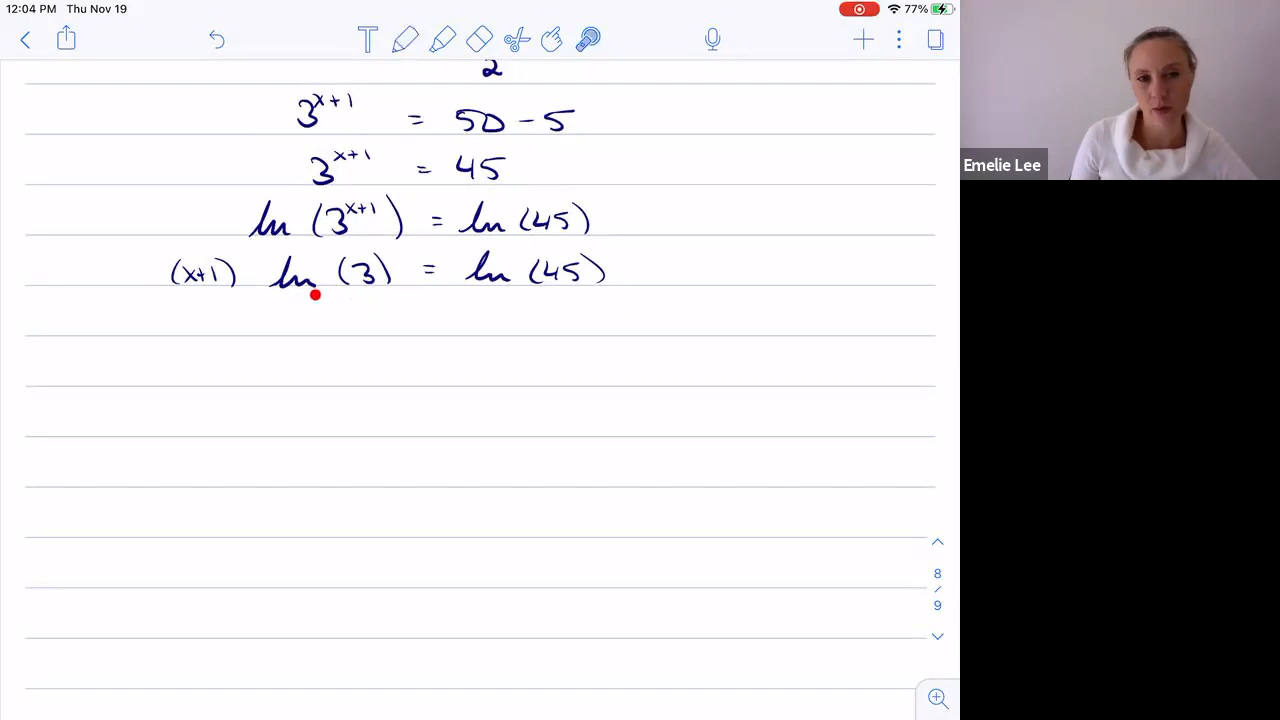 12:04 PM Thu Nov 19
77%
T
2
3^{x+1} = 50 - 5
3^{x+1} = 45
ln (3^{x+1}) = ln (45)
(x+1) ln (3) = ln (45)
Emelie Lee
8
/
9